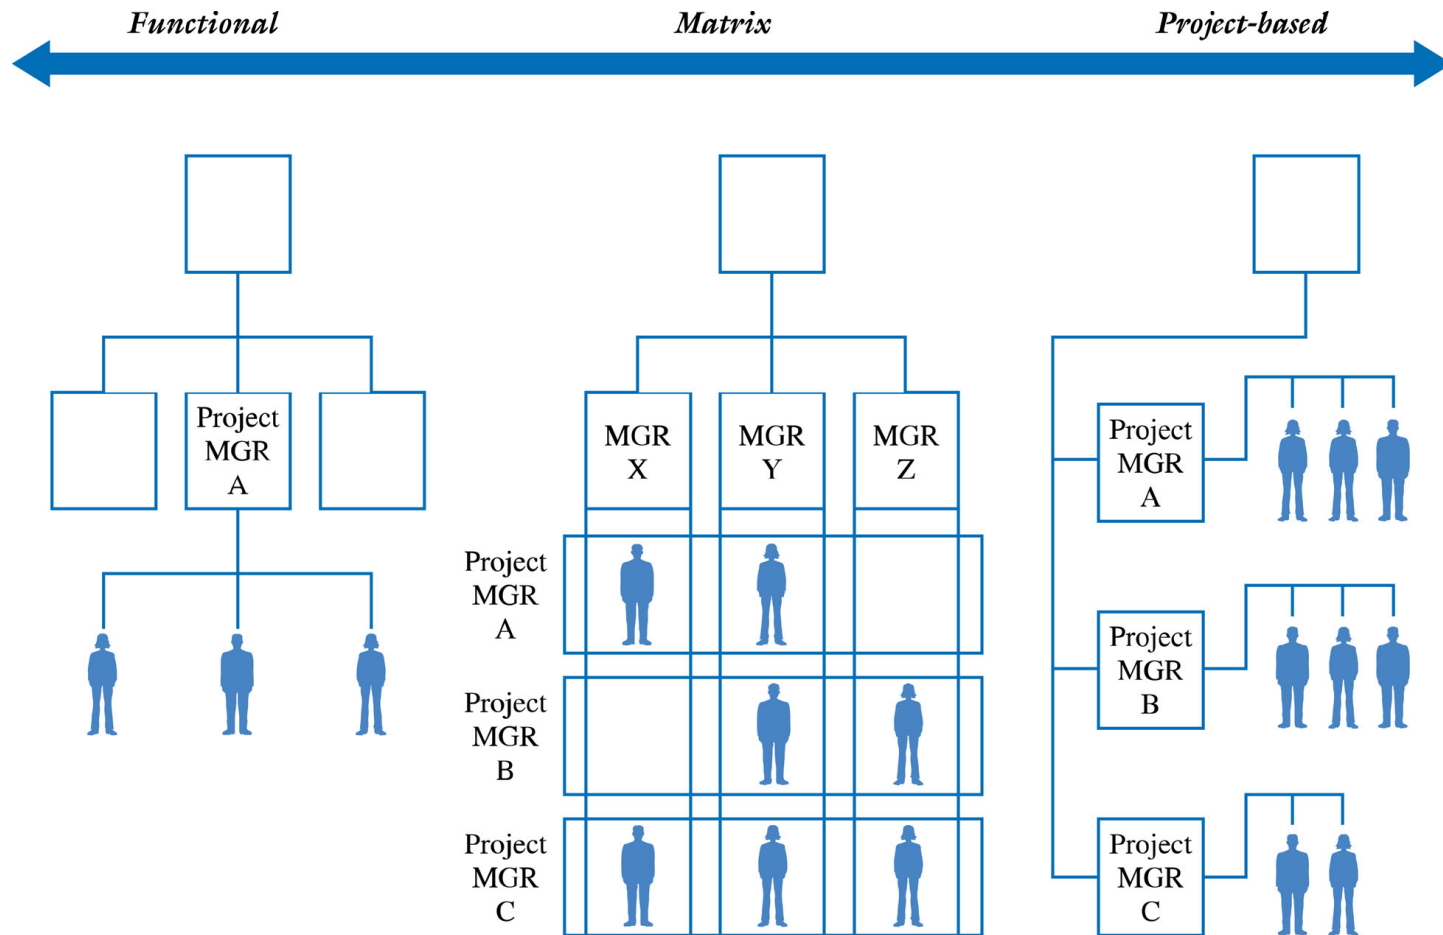 Functional
Matrix
Project-based
Project
MGR
A
MGR
X
MGR
Y
MGR
Z
Project
MGR
A
Project
MGR
B
Project
MGR
C
Project
MGR
A
Project
MGR
B
Project
MGR
C